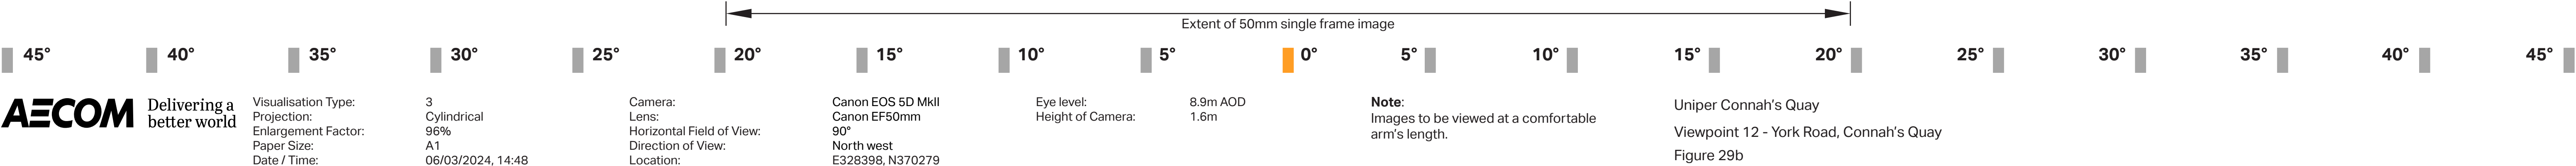 Extent of 50mm single frame image
45° 40° 35° 30° 25° 20° 15° 10° 5° 0° 5° 10° 15° 20° 25° 30° 35° 40° 45°
AECOM
Delivering a
better world
Visualisation Type: 3
Projection: Cylindrical
Enlargement Factor: 96%
Paper Size: A1
Date / Time: 06/03/2024, 14:48
Camera: Canon EOS 5D MkII
Lens: Canon EF50mm
Horizontal Field of View: 90°
Direction of View: North west
Location: E328398, N370279
Eye level: 8.9m AOD
Height of Camera: 1.6m
Note:
Images to be viewed at a comfortable
arm's length.
Uniper Connah's Quay
Viewpoint 12 - York Road, Connah's Quay
Figure 29b